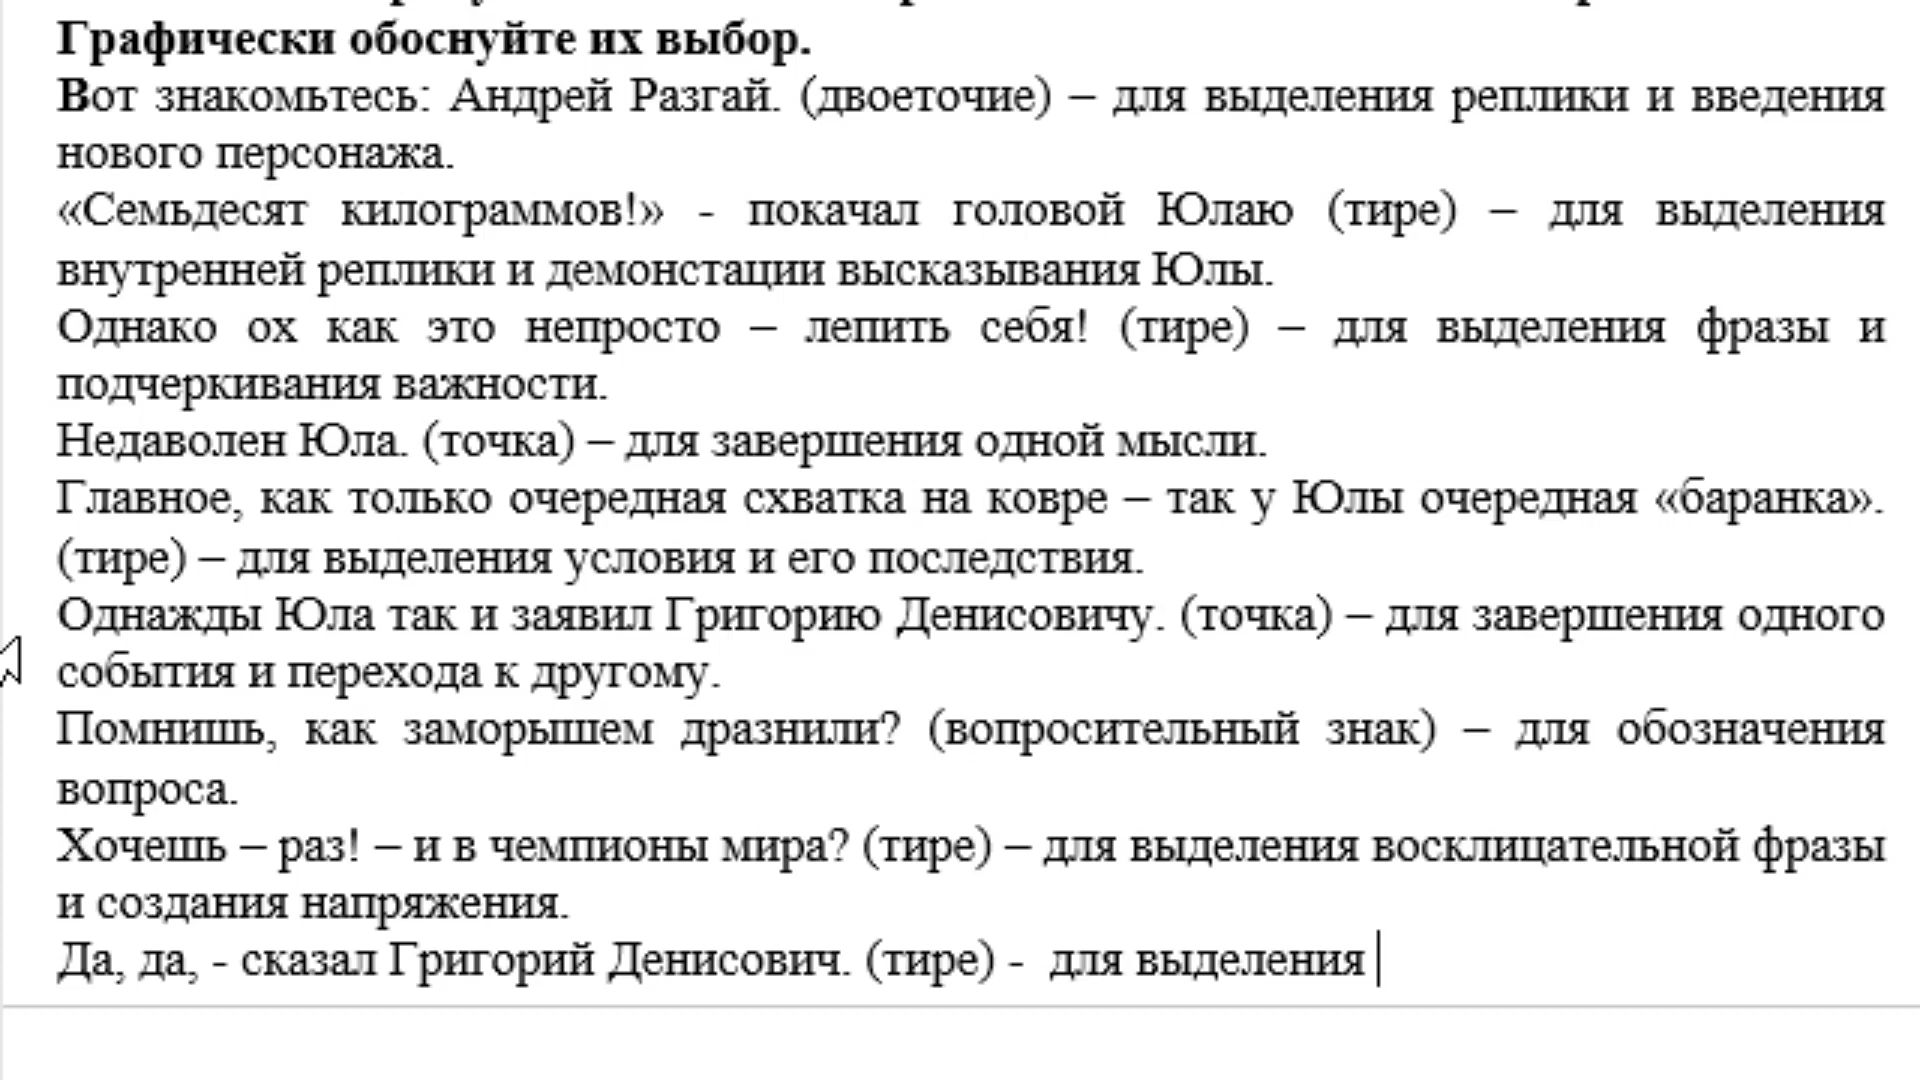 Графически обоснуйте их выбор.
Вот знакомьтесь: Андрей Разгай. (двоеточие) – для выделения реплики и введения
нового персонажа.
«Семьдесят килограммов!» - покачал головой Юлаю (тире) – для выделения
внутренней реплики и демонстации высказывания Юлы.
Однако ох как это непросто – лепить себя! (тире) – для выделения фразы и
подчеркивания важности.
Недаволен Юла. (точка) – для завершения одной мысли.
Главное, как только очередная схватка на ковре – так у Юлы очередная «баранка».
(тире) – для выделения условия и его последствия.
Однажды Юла так и заявил Григорию Денисовичу. (точка) – для завершения одного
события и перехода к другому.
Помнишь, как заморышем дразнили? (вопросительный знак) – для обозначения
вопроса.
Хочешь – раз! – и в чемпионы мира? (тире) – для выделения восклицательной фразы
и создания напряжения.
Да, да, - сказал Григорий Денисович. (тире) - для выделения